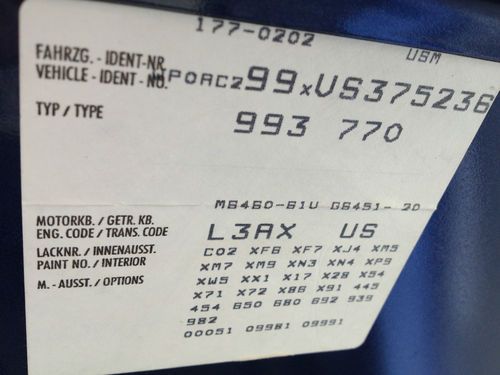 177-0202
USM
FAHRZG. - IDENT-NR.
VEHICLE - IDENT - NO. WP0AC299xVS375236
TYP / TYPE 993 770
M6460-61U G6451- 20
MOTORKB. / GETR. KB.
ENG. CODE / TRANS. CODE L3AX US
LACKNR. / INNENAUSST.
PAINT NO. / INTERIOR
M. - AUSST. / OPTIONS
C02 XF6 XF7 XJ4 XM5
XM7 XM9 XN3 XN4 XP9
XW5 XX1 X17 X28 X54
X71 X72 X86 X91 445
454 650 680 692 939
982
00051 09981 09991